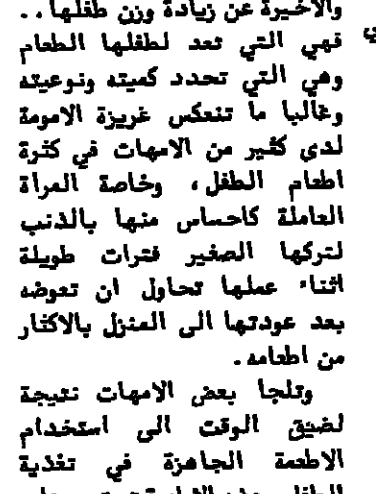 والاخيرة عن زيادة وزن طفلها..
فهي التي تعد لطفلها الطعام
وهي التي تحدد كميته ونوعيته
وغالبا ما تنعكس غريزة الامومة
لدى كثير من الامهات في كثرة
اطعام الطفل، وخاصة المراة
العاملة كاحساس منها بالذنب
لتركها الصغير فترات طويلة
اثناء عملها تحاول ان تعوضه
بعد عودتها الى المنزل بالاكثار
من اطعامه.
وتلجا بعض الامهات نتيجة
لضيق الوقت الى استخدام
الاطعمة الجاهزة في تغذية